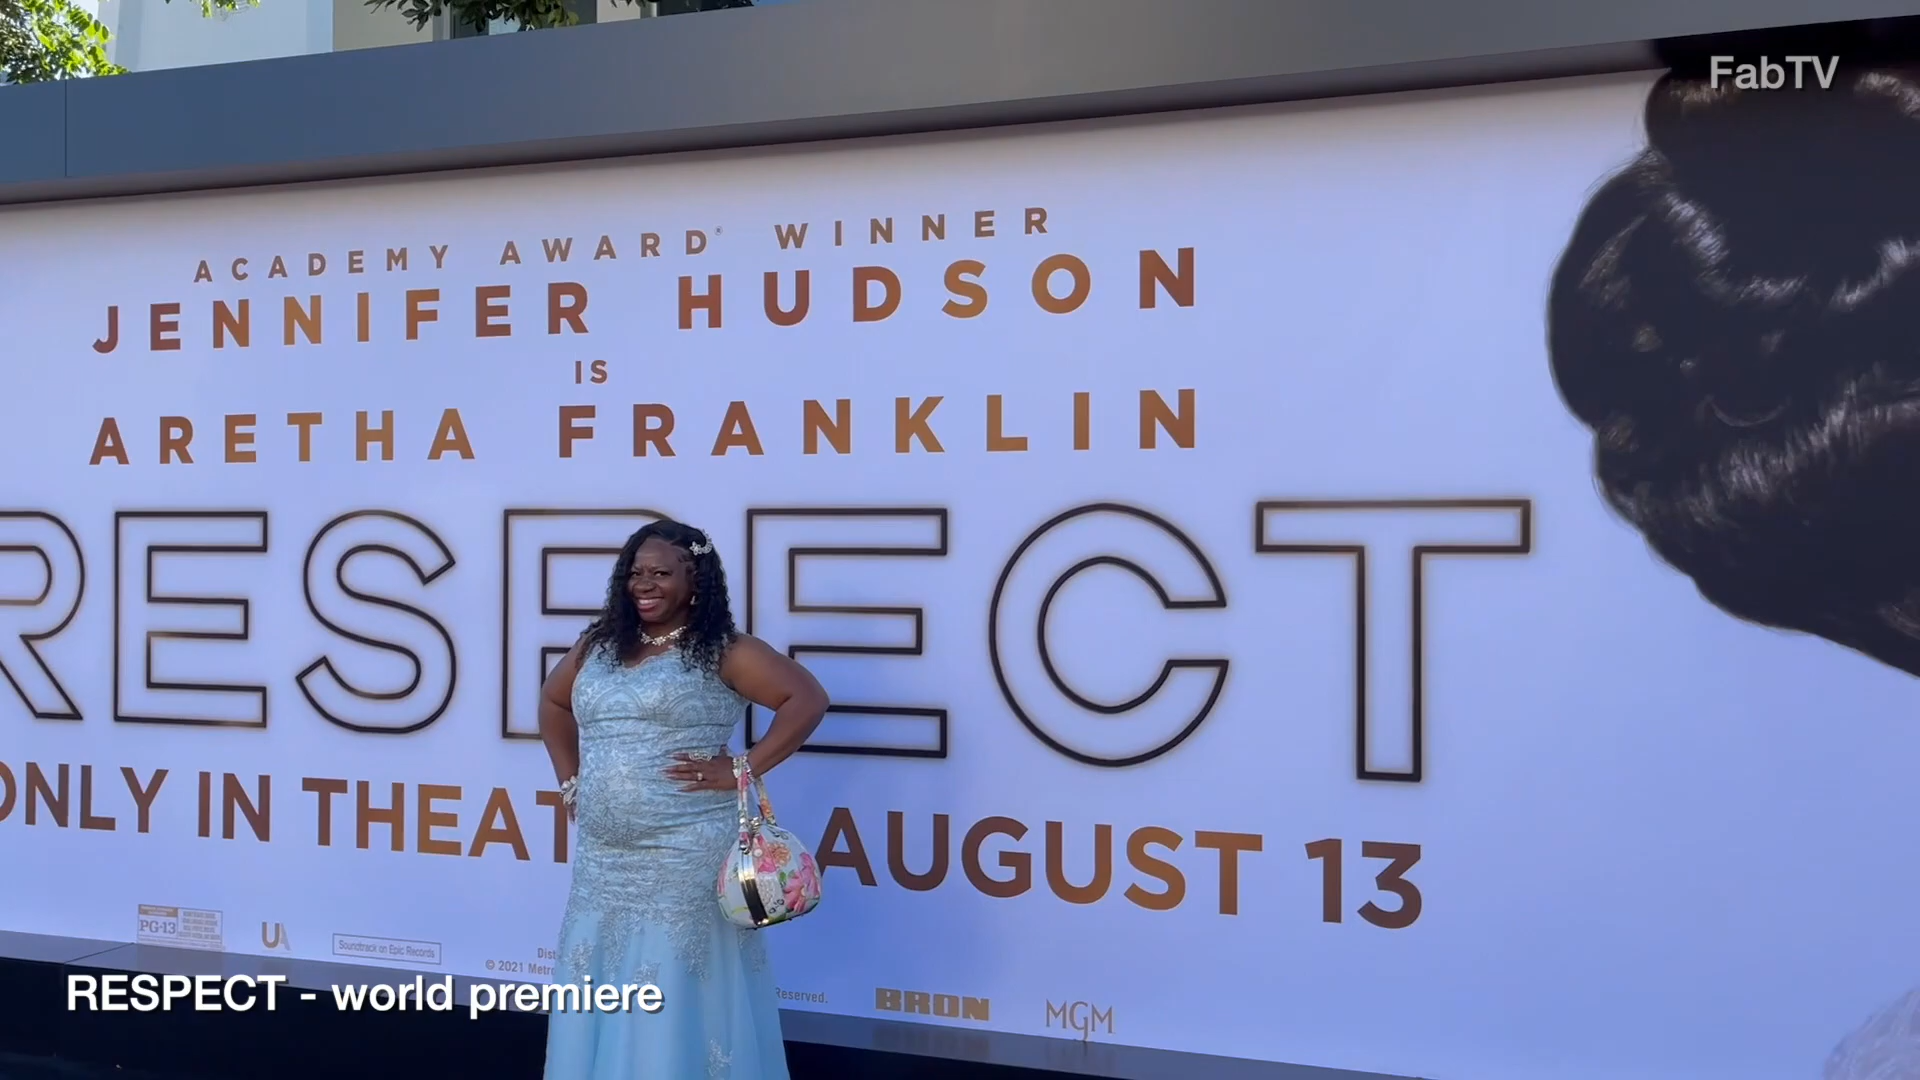 FabTV
ACADEMY AWARD® WINNER
JENNIFER HUDSON
IS
ARETHA FRANKLIN
RESPECT
ONLY IN THEAT AUGUST 13
PG-13
UA
Soundtrack on Epic Records
Dist
© 2021 Metro
Reserved.
BRON
MGM
RESPECT - world premiere